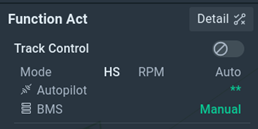 Function Act Detail
Track Control
Mode HS RPM Auto
Autopilot **
BMS Manual